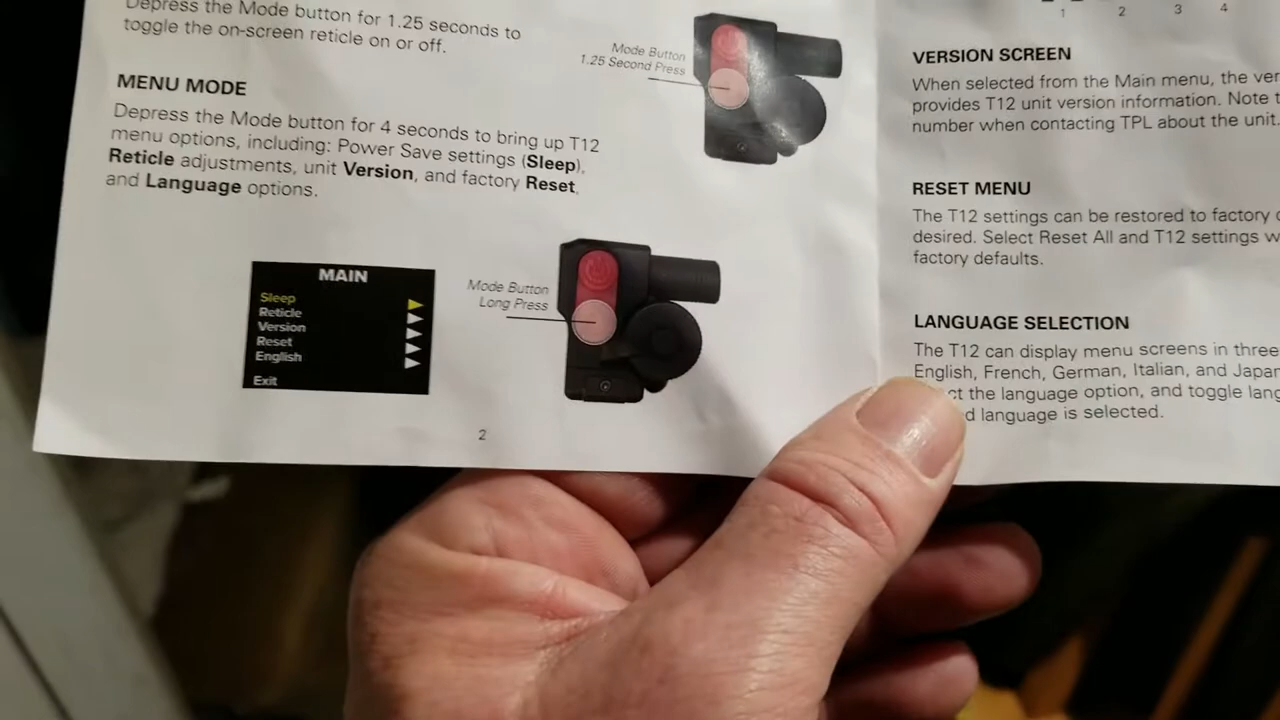 Depress the Mode button for 1.25 seconds to
toggle the on-screen reticle on or off.
Mode Button
1.25 Second Press
MENU MODE
Depress the Mode button for 4 seconds to bring up T12
menu options, including: Power Save settings (Sleep),
Reticle adjustments, unit Version, and factory Reset,
and Language options.
MAIN
Sleep
Reticle
Version
Reset
English
Exit
Mode Button
Long Press
2
1 2 3 4
VERSION SCREEN
When selected from the Main menu, the
provides T12 unit version information. Note
number when contacting TPL about the unit.
RESET MENU
The T12 settings can be restored to factory
desired. Select Reset All and T12 settings
factory defaults.
LANGUAGE SELECTION
The T12 can display menu screens in three
English, French, German, Italian, and
the language option, and toggle
language is selected.